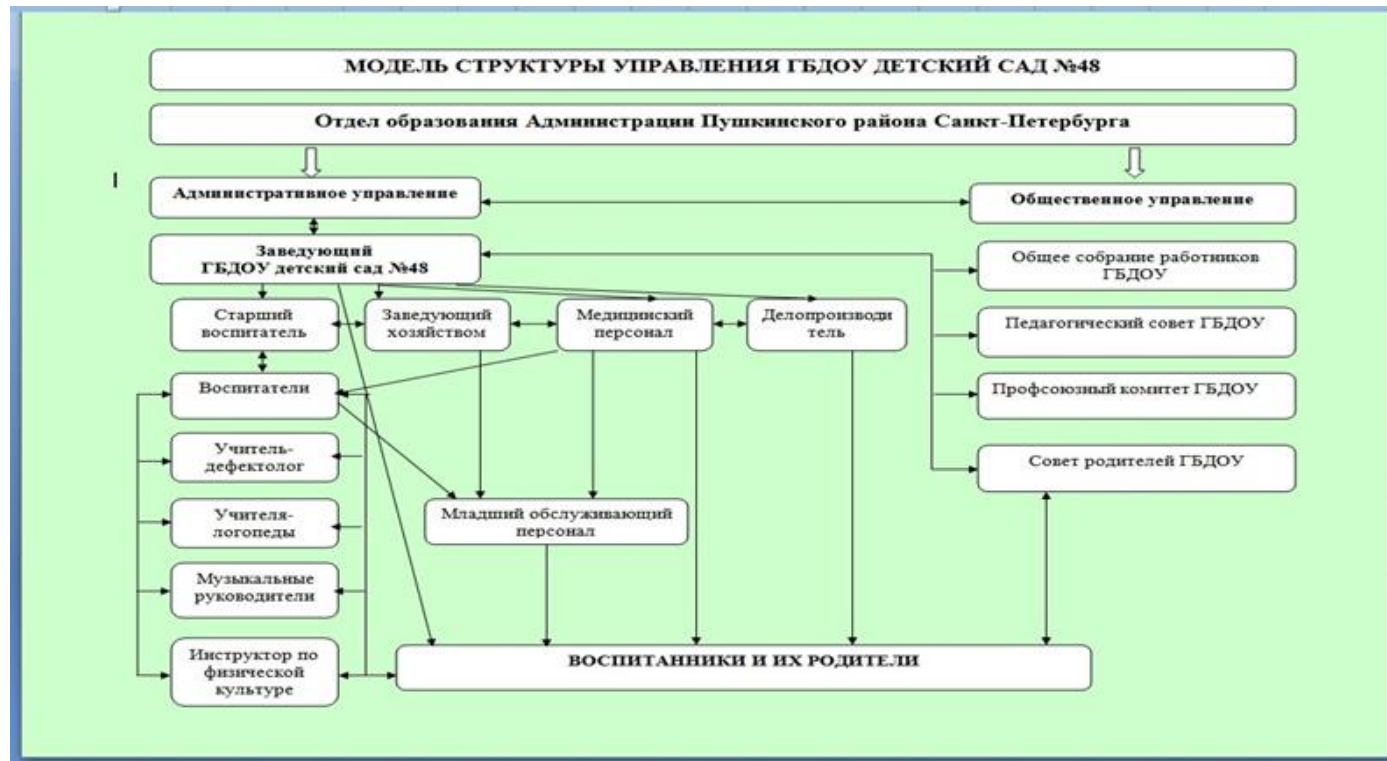 МОДЕЛЬ СТРУКТУРЫ УПРАВЛЕНИЯ ГБДОУ ДЕТСКИЙ САД №48
Отдел образования Администрации Пушкинского района Санкт-Петербурга
Административное управление
Общественное управление
Заведующий
ГБДОУ детский сад №48
Общее собрание работников
ГБДОУ
Старший
воспитатель
Заведующий
хозяйством
Медицинский
персонал
Делопроизводи
тель
Педагогический совет ГБДОУ
Воспитатели
Профсоюзный комитет ГБДОУ
Учитель-
дефектолог
Совет родителей ГБДОУ
Учителя-
логопеды
Младший обслуживающий
персонал
Музыкальные
руководители
Инструктор по
физической
культуре
ВОСПИТАННИКИ И ИХ РОДИТЕЛИ